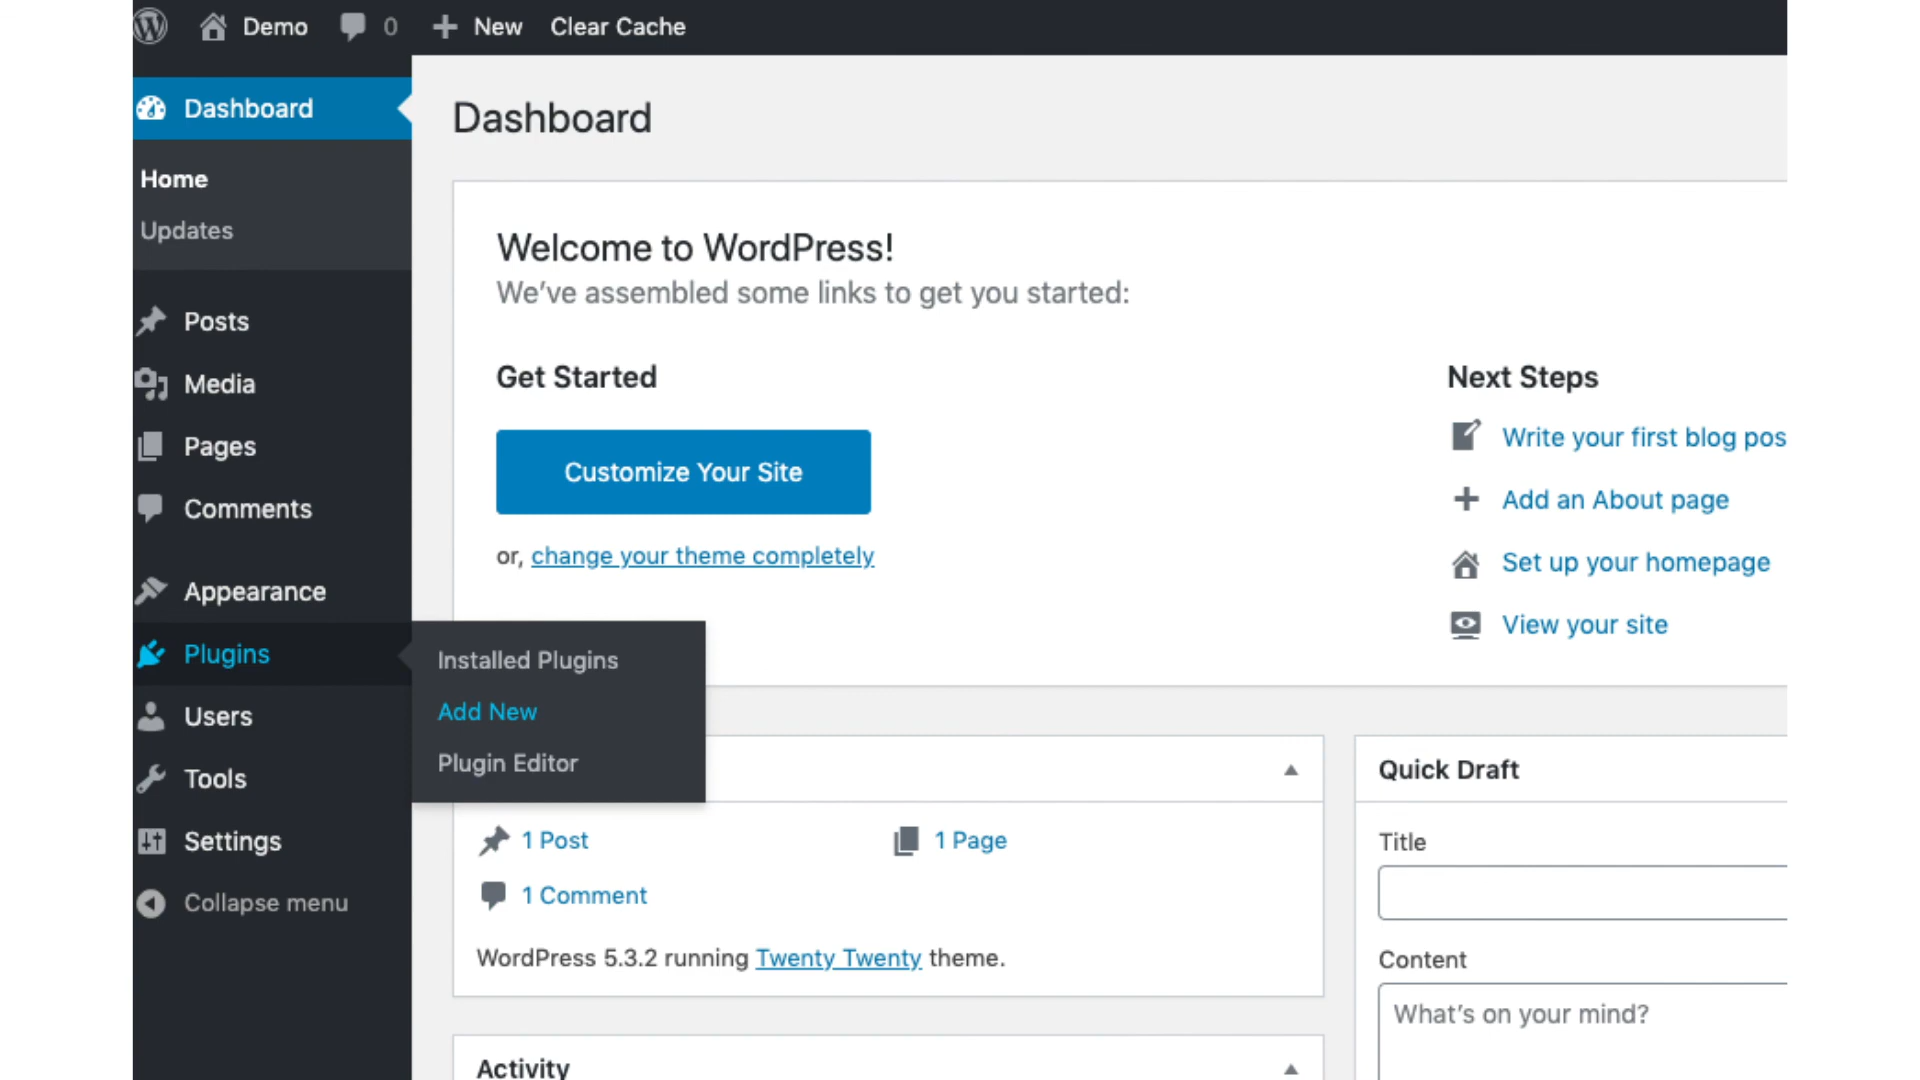 Demo
0
New
Clear Cache
Dashboard
Home
Updates
Posts
Media
Pages
Comments
Appearance
Plugins
Users
Tools
Settings
Collapse menu
Installed Plugins
Add New
Plugin Editor
Dashboard
Welcome to WordPress!
We've assembled some links to get you started:
Get Started
Customize Your Site
or, change your theme completely
Next Steps
Write your first blog pos
Add an About page
Set up your homepage
View your site
1 Post
1 Page
1 Comment
WordPress 5.3.2 running Twenty Twenty theme.
Activity
Quick Draft
Title
Content
What's on your mind?